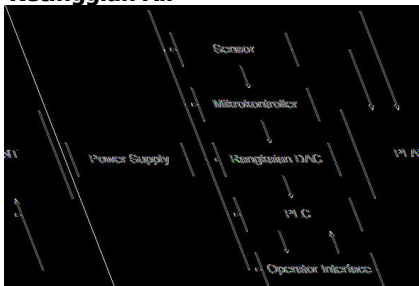 Sensor
Mikrokontroller
Power Supply
Rangkaian DAC
PLC
Operator Interface